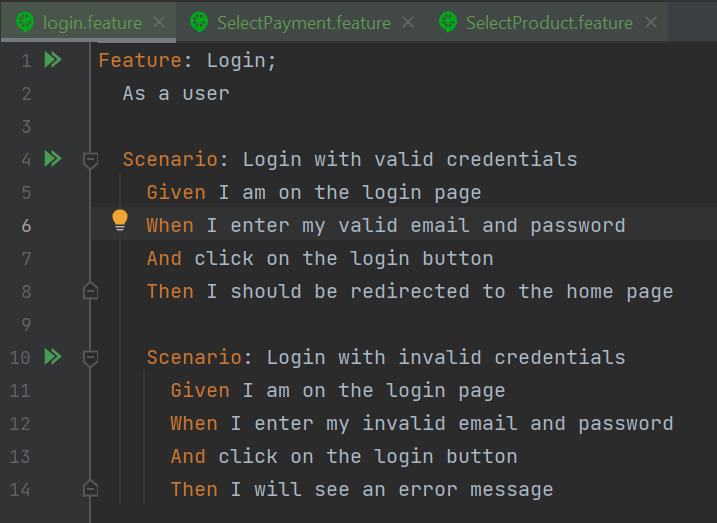 login.feature SelectPayment.feature SelectProduct.feature
1 Feature: Login;
2 As a user
3
4 Scenario: Login with valid credentials
5 Given I am on the login page
6 When I enter my valid email and password
7 And click on the login button
8 Then I should be redirected to the home page
9
10 Scenario: Login with invalid credentials
11 Given I am on the login page
12 When I enter my invalid email and password
13 And click on the login button
14 Then I will see an error message